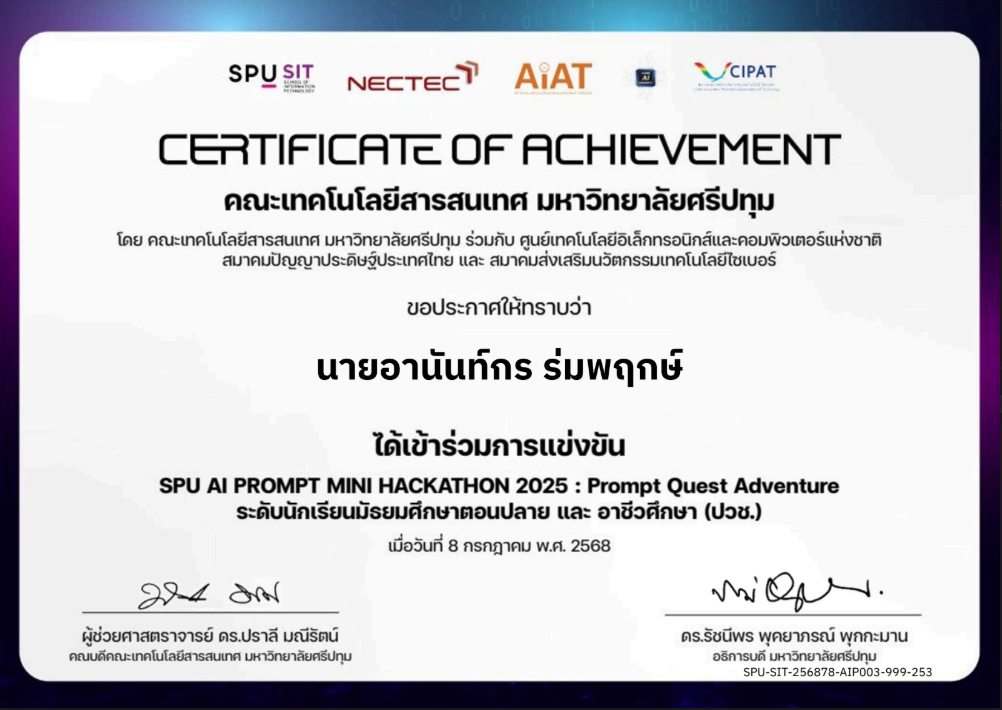 SPU SIT
SCHOOL OF
INFORMATION
TECHNOLOGY
NECTEC
AiAT
AI
CIPAT
CERTIFICATE OF ACHIEVEMENT
คณะเทคโนโลยีสารสนเทศ มหาวิทยาลัยศรีปทุม
โดย คณะเทคโนโลยีสารสนเทศ มหาวิทยาลัยศรีปทุม ร่วมกับ ศูนย์เทคโนโลยีอิเล็กทรอนิกส์และคอมพิวเตอร์แห่งชาติ
สมาคมปัญญาประดิษฐ์ประเทศไทย และ สมาคมส่งเสริมนวัตกรรมเทคโนโลยีไซเบอร์
ขอประกาศให้ทราบว่า
นายอานันท์กร ร่มพฤกษ์
ได้เข้าร่วมการแข่งขัน
SPU AI PROMPT MINI HACKATHON 2025 : Prompt Quest Adventure
ระดับนักเรียนมัธยมศึกษาตอนปลาย และ อาชีวศึกษา (ปวช.)
เมื่อวันที่ 8 กรกฎาคม พ.ศ. 2568
ผู้ช่วยศาสตราจารย์ ดร.ปราลี มณีรัตน์
คณบดีคณะเทคโนโลยีสารสนเทศ มหาวิทยาลัยศรีปทุม
ดร.รัชนีพร พุคยาภรณ์ พุกกะมาน
อธิการบดี มหาวิทยาลัยศรีปทุม
SPU-SIT-256878-AIP003-999-253